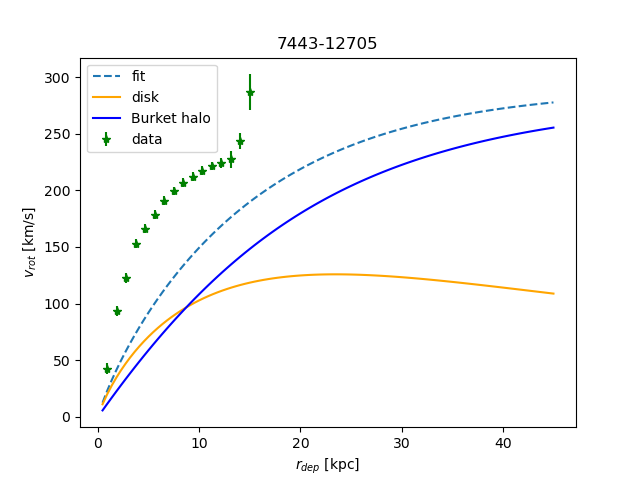 7443-12705
fit
disk
Burket halo
data
300
250
200
150
100
50
0
v_rot [km/s]
0 10 20 30 40
r_dep [kpc]